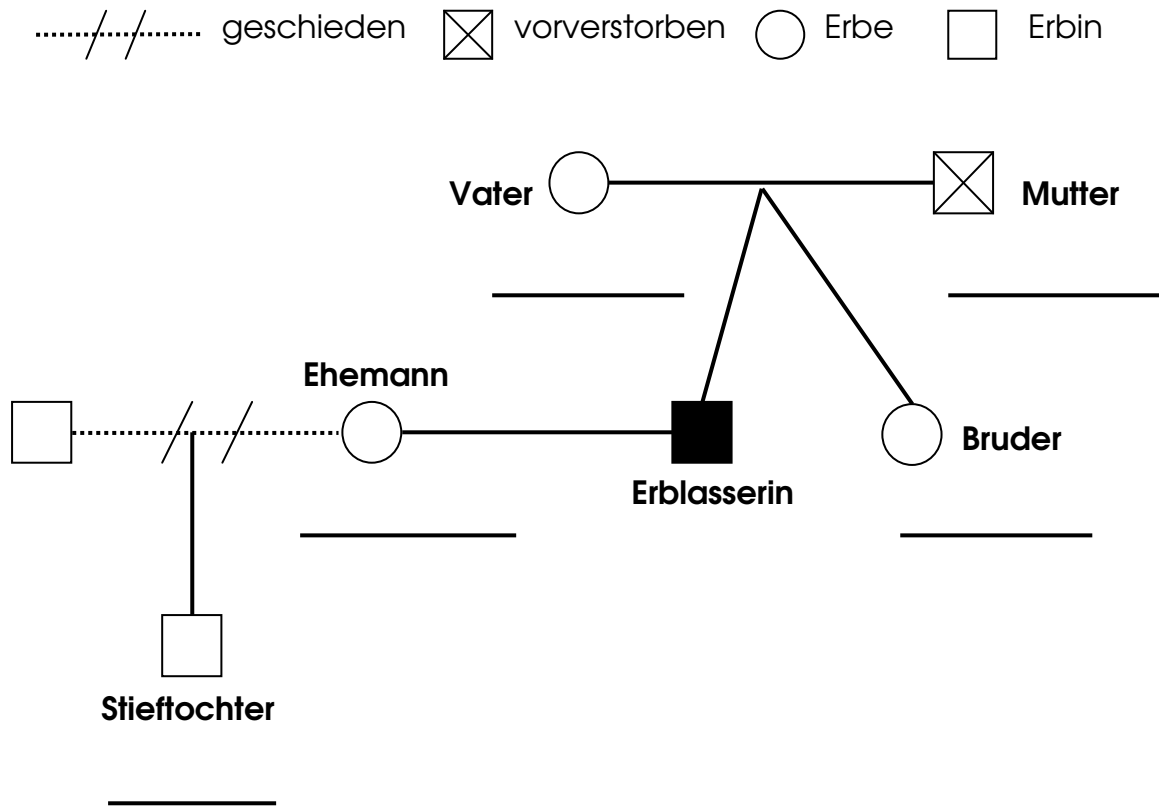 geschieden vorverstorben Erbe Erbin
Vater Mutter
Ehemann
Bruder
Erblasserin
Stieftochter